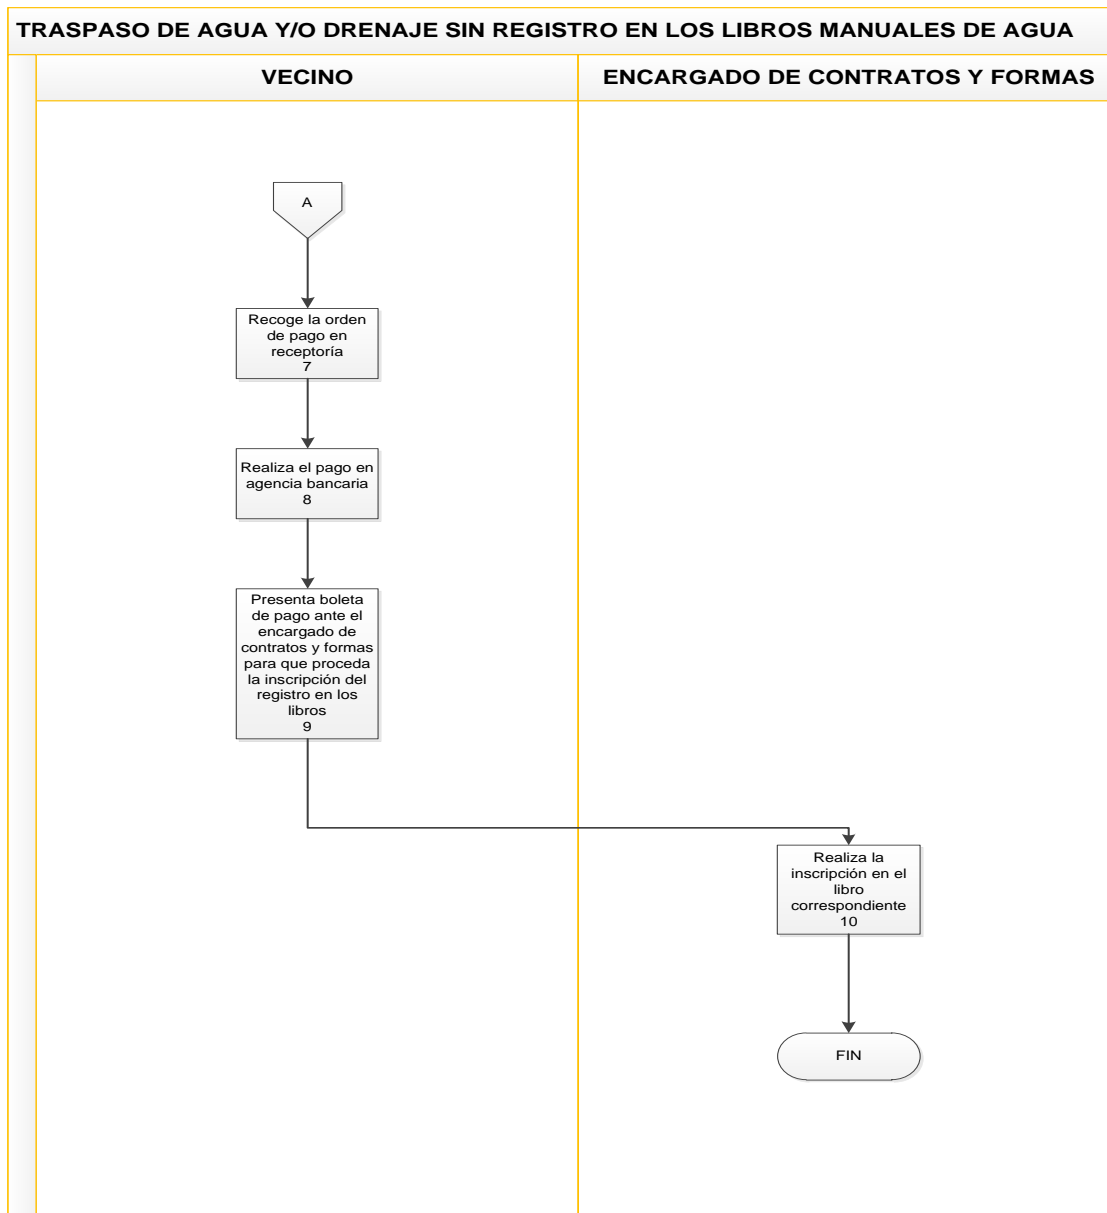 TRASPASO DE AGUA Y/O DRENAJE SIN REGISTRO EN LOS LIBROS MANUALES DE AGUA
VECINO
ENCARGADO DE CONTRATOS Y FORMAS
A
Recoge la orden
de pago en
receptoría
7
Realiza el pago en
agencia bancaria
8
Presenta boleta
de pago ante el
encargado de
contratos y formas
para que proceda
la inscripción del
registro en los
libros
9
Realiza la
inscripción en el
libro
correspondiente
10
FIN